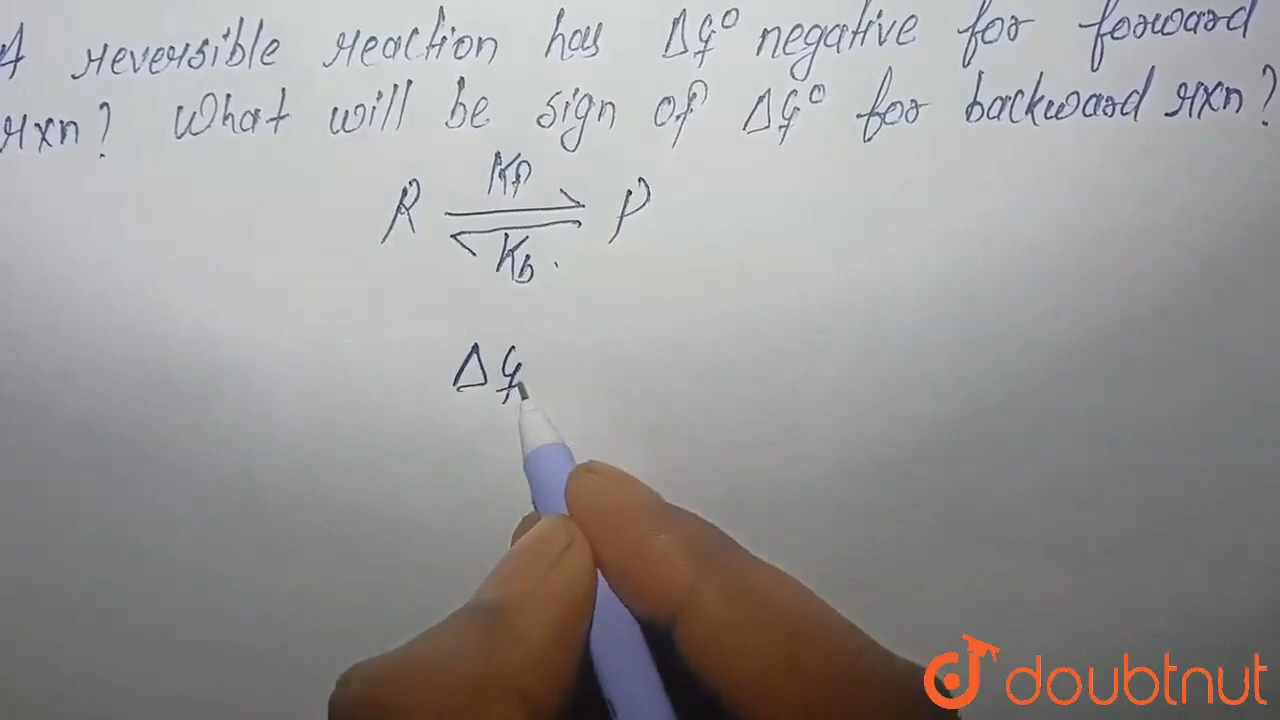 A reversible reaction has ΔG° negative for forward
rxn? What will be sign of ΔG° for backward rxn?
Kf
R ⇌ P
Kb
ΔG
doubtnut